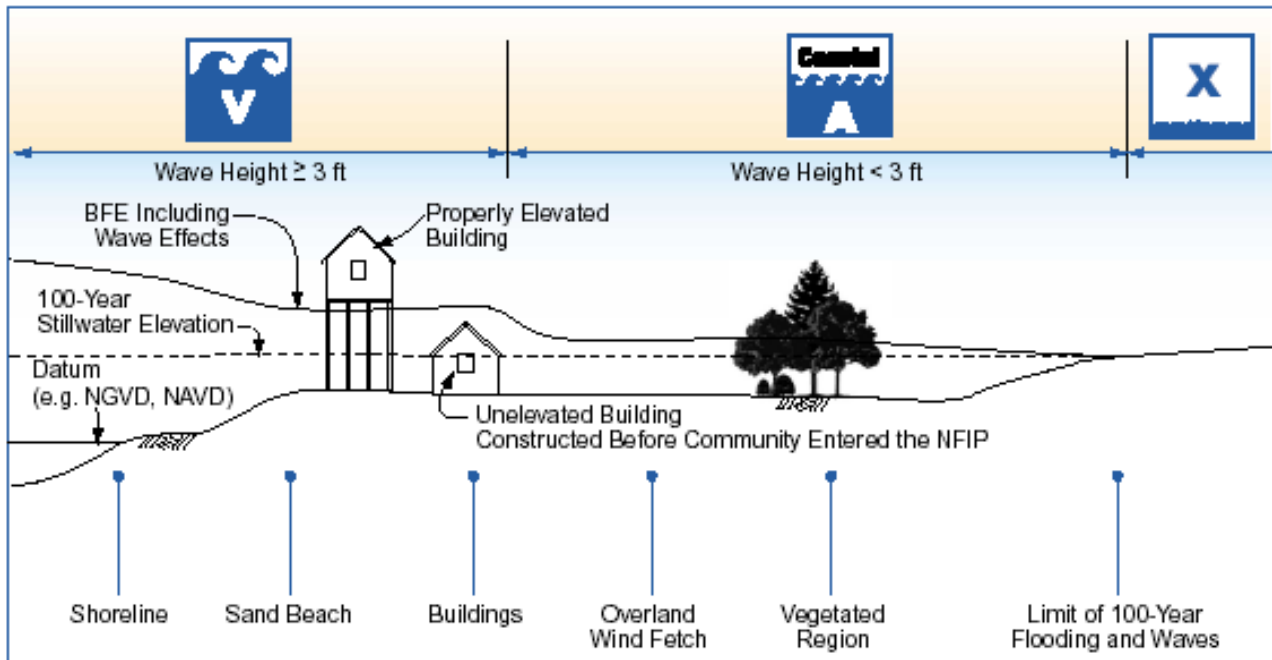 V
Coastal
A
X
Wave Height ≥ 3 ft
Wave Height < 3 ft
BFE Including
Wave Effects
Properly Elevated
Building
100-Year
Stillwater Elevation
Datum
(e.g. NGVD, NAVD)
Unelevated Building
Constructed Before Community Entered the NFIP
Shoreline
Sand Beach
Buildings
Overland
Wind Fetch
Vegetated
Region
Limit of 100-Year
Flooding and Waves